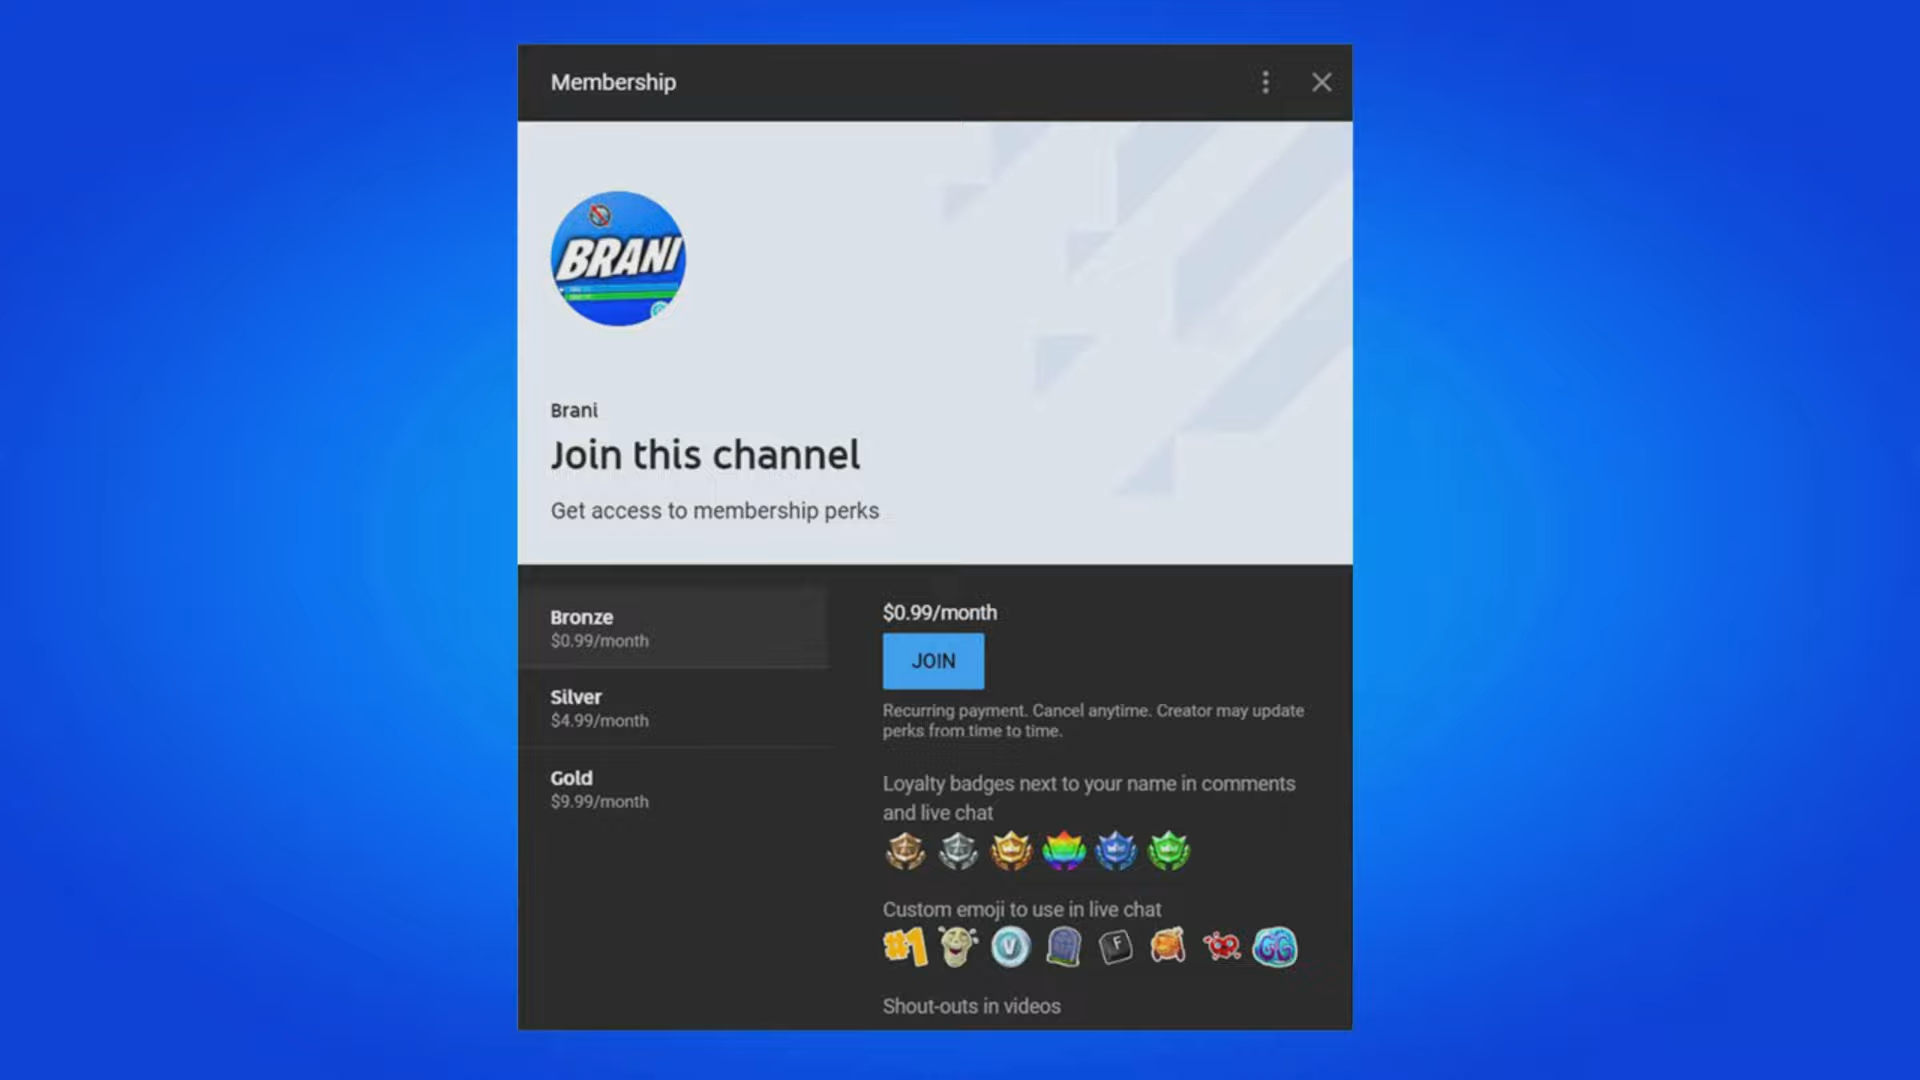 Membership
BRANI
Brani
Join this channel
Get access to membership perks
Bronze
$0.99/month
Silver
$4.99/month
Gold
$9.99/month
$0.99/month
JOIN
Recurring payment. Cancel anytime. Creator may update
perks from time to time.
Loyalty badges next to your name in comments
and live chat
Custom emoji to use in live chat
#1 V F GG
Shout-outs in videos